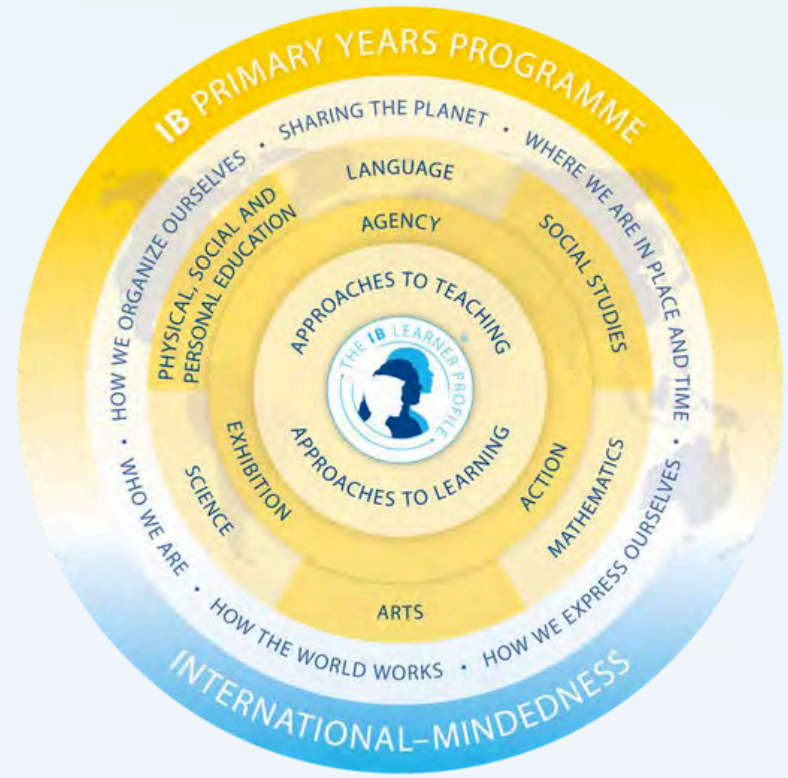 IB PRIMARY YEARS PROGRAMME
SHARING THE PLANET • WHERE WE ARE IN PLACE AND TIME • HOW WE EXPRESS OURSELVES • HOW THE WORLD WORKS • WHO WE ARE • HOW WE ORGANIZE OURSELVES •
LANGUAGE
SOCIAL STUDIES
MATHEMATICS
ARTS
SCIENCE
PHYSICAL, SOCIAL AND
PERSONAL EDUCATION
AGENCY
ACTION
EXHIBITION
APPROACHES TO TEACHING
• THE IB LEARNER PROFILE • ®
APPROACHES TO LEARNING
INTERNATIONAL–MINDEDNESS